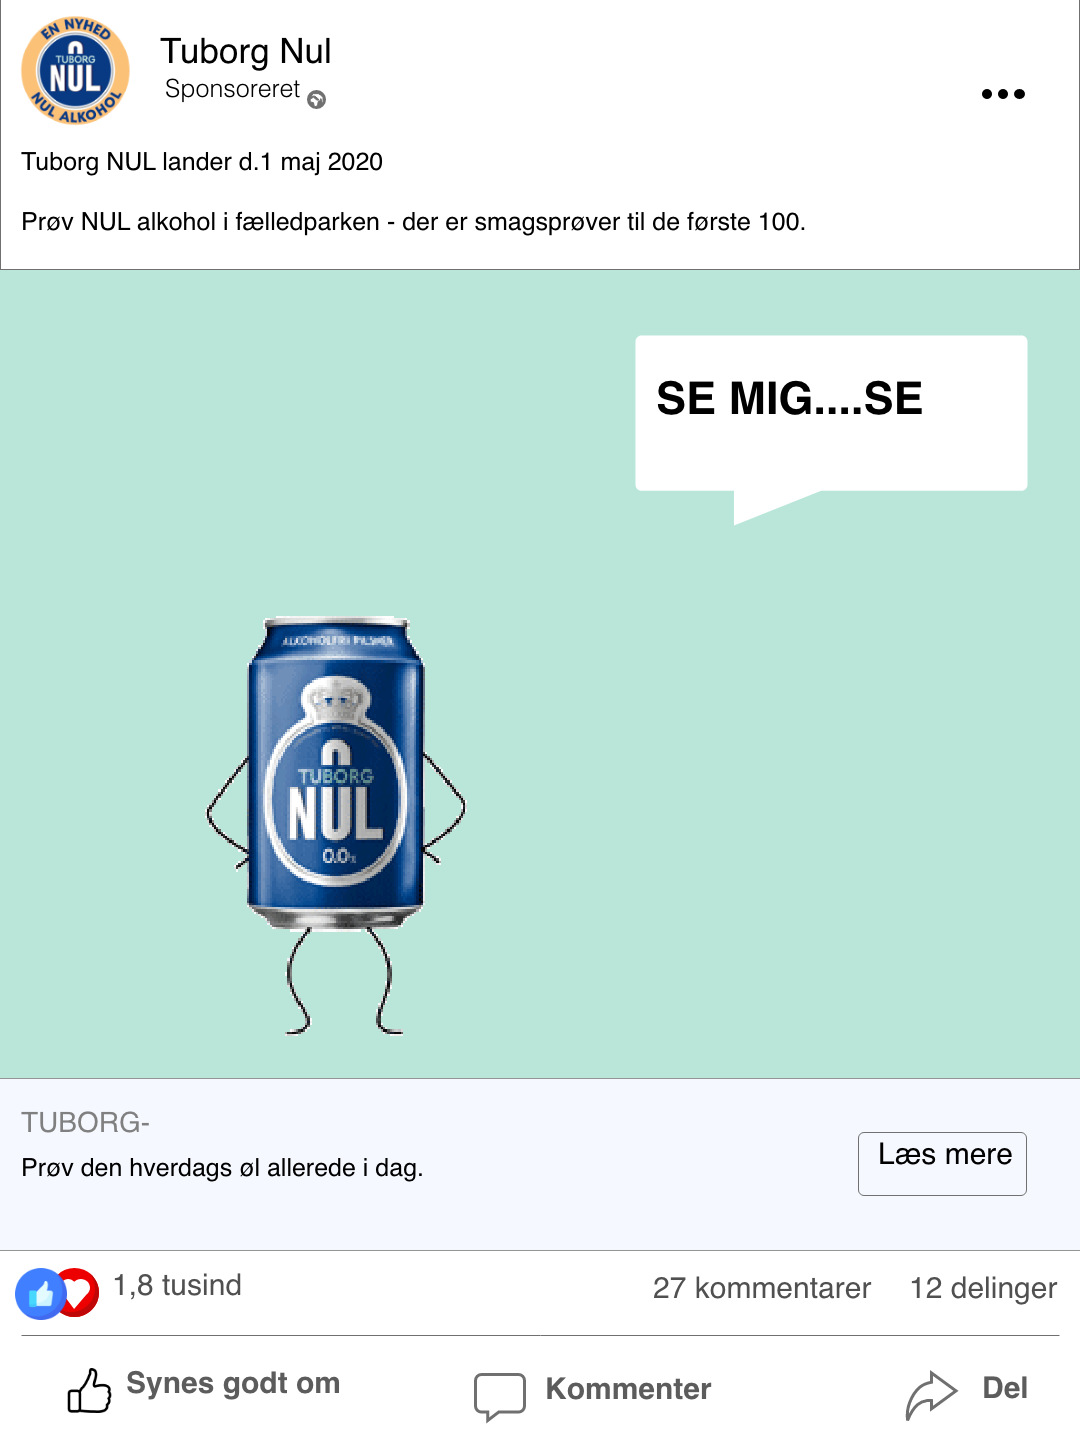 EN NYHED
TUBORG
NUL
NUL ALKOHOL
Tuborg Nul
Sponsoreret
Tuborg NUL lander d.1 maj 2020
Prøv NUL alkohol i fælledparken - der er smagsprøver til de første 100.
SE MIG....SE
ALKOHOLFRI PILSNER
TUBORG
NUL
0.0%
TUBORG-
Prøv den hverdags øl allerede i dag.
Læs mere
1,8 tusind
27 kommentarer
12 delinger
Synes godt om
Kommenter
Del